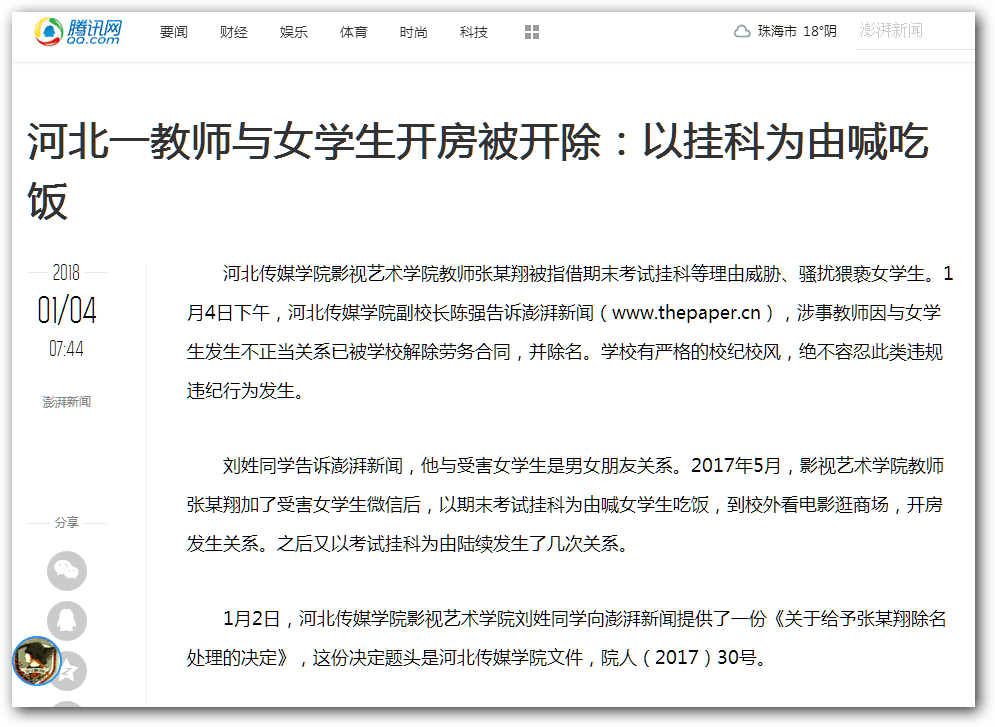 腾讯网
QQ.com
要闻 财经 娱乐 体育 时尚 科技
珠海市 18°阴
澎湃新闻
河北一教师与女学生开房被开除：以挂科为由喊吃
饭
2018
01/04
07:44
澎湃新闻
分享
河北传媒学院影视艺术学院教师张某翔被指借期末考试挂科等理由威胁、骚扰猥亵女学生。1
月4日下午，河北传媒学院副校长陈强告诉澎湃新闻（www.thepaper.cn），涉事教师因与女学
生发生不正当关系已被学校解除劳务合同，并除名。学校有严格的校纪校风，绝不容忍此类违规
违纪行为发生。
刘姓同学告诉澎湃新闻，他与受害女学生是男女朋友关系。2017年5月，影视艺术学院教师
张某翔加了受害女学生微信后，以期末考试挂科为由喊女学生吃饭，到校外看电影逛商场，开房
发生关系。之后又以考试挂科为由陆续发生了几次关系。
1月2日，河北传媒学院影视艺术学院刘姓同学向澎湃新闻提供了一份《关于给予张某翔除名
处理的决定》，这份决定题头是河北传媒学院文件，院人（2017）30号。